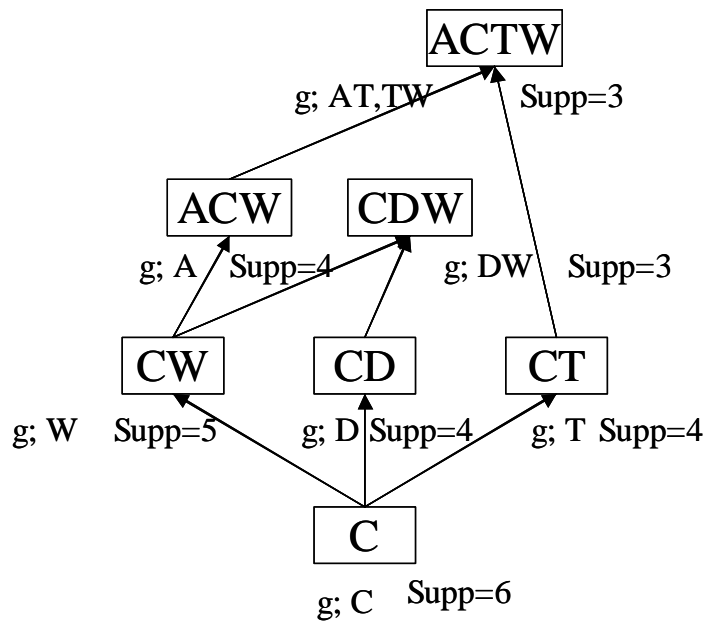 ACTW
g; AT,TW Supp=3
ACW CDW
g; A Supp=4 g; DW Supp=3
CW CD CT
g; W Supp=5 g; D Supp=4 g; T Supp=4
C
g; C Supp=6